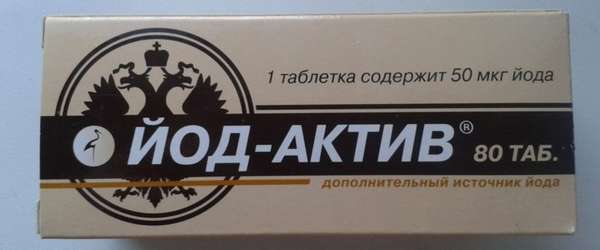 1 таблетка содержит 50 мкг йода
ЙОД-АКТИВ® 80 ТАБ.
дополнительный источник йода